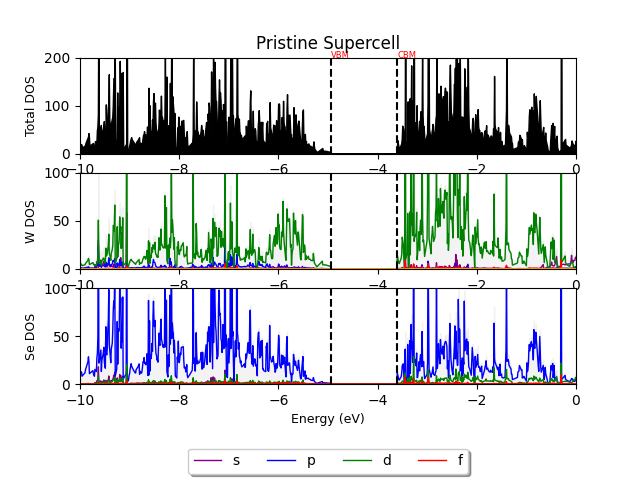 Pristine Supercell
VBM CBM
200
100
0
Total DOS
−10 −8 −6 −4 −2 0
100
50
0
W DOS
−10 −8 −6 −4 −2 0
100
50
0
Se DOS
−10 −8 −6 −4 −2 0
Energy (eV)
s p d f